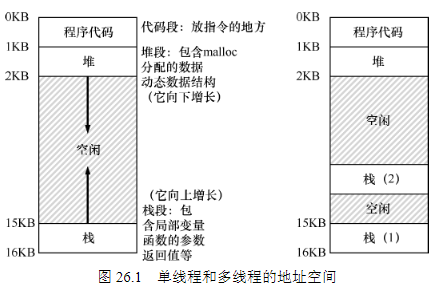 0KB
程序代码
1KB
堆
2KB
空闲
15KB
栈
16KB
代码段：放指令的地方
堆段：包含malloc
分配的数据
动态数据结构
（它向下增长）
（它向上增长）
栈段：包
含局部变量
函数的参数
返回值等
0KB
程序代码
1KB
堆
2KB
空闲
栈（2）
空闲
15KB
栈（1）
16KB
图 26.1 单线程和多线程的地址空间